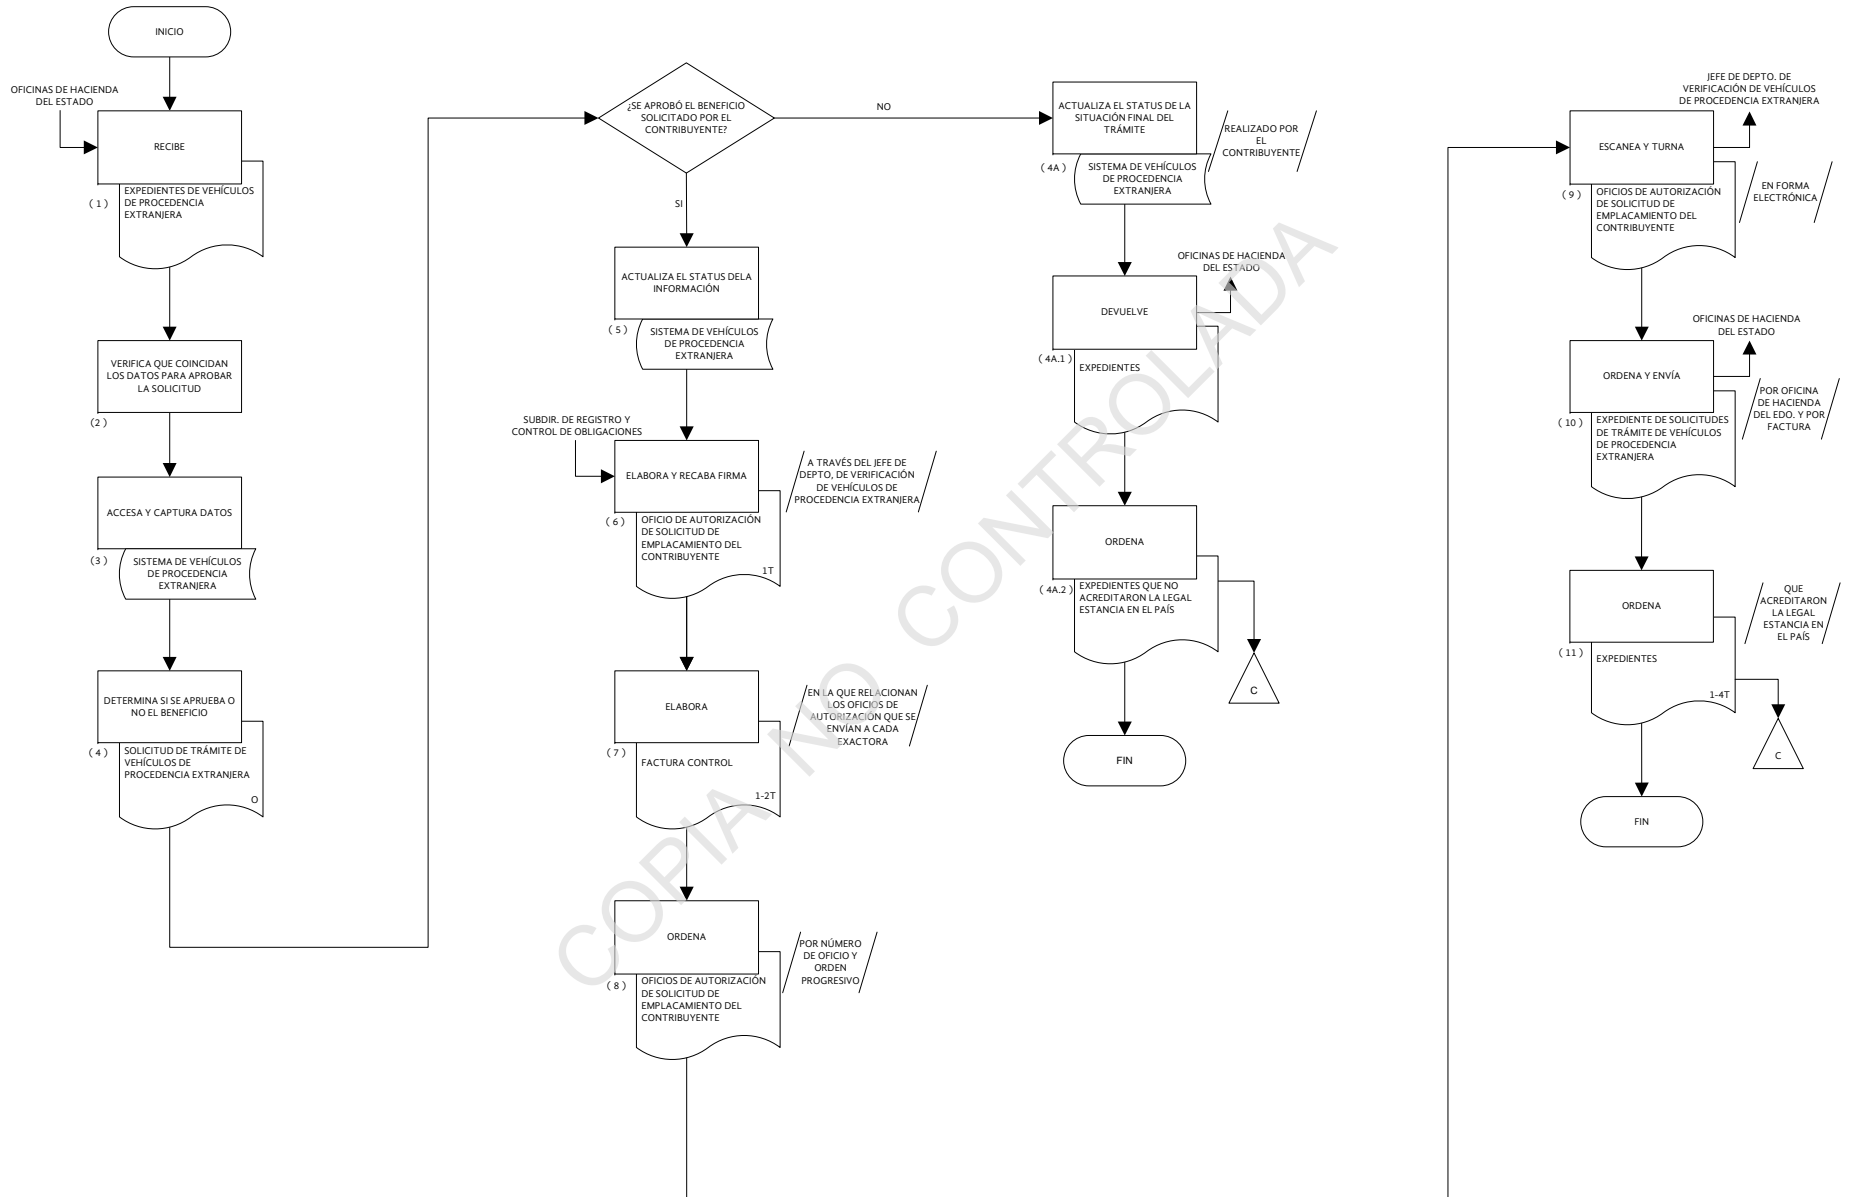 INICIO
OFICINAS DE HACIENDA
DEL ESTADO
RECIBE
( 1 )
EXPEDIENTES DE VEHÍCULOS
DE PROCEDENCIA
EXTRANJERA
VERIFICA QUE COINCIDAN
LOS DATOS PARA APROBAR
LA SOLICITUD
(2 )
ACCESA Y CAPTURA DATOS
( 3 )
SISTEMA DE VEHÍCULOS
DE PROCEDENCIA
EXTRANJERA
DETERMINA SI SE APRUEBA O
NO EL BENEFICIO
( 4 )
SOLICITUD DE TRÁMITE DE
VEHÍCULOS DE
PROCEDENCIA EXTRANJERA
O
¿SE APROBÓ EL BENEFICIO
SOLICITADO POR EL
CONTRIBUYENTE?
NO
SI
ACTUALIZA EL STATUS DELA
INFORMACIÓN
( 5 )
SISTEMA DE VEHÍCULOS
DE PROCEDENCIA
EXTRANJERA
SUBDIR. DE REGISTRO Y
CONTROL DE OBLIGACIONES
ELABORA Y RECABA FIRMA
A TRAVÉS DEL JEFE DE
DEPTO, DE VERIFICACIÓN
DE VEHÍCULOS DE
PROCEDENCIA EXTRANJERA
( 6 )
OFICIO DE AUTORIZACIÓN
DE SOLICITUD DE
EMPLACAMIENTO DEL
CONTRIBUYENTE
1T
ELABORA
EN LA QUE RELACIONAN
LOS OFICIOS DE
AUTORIZACIÓN QUE SE
ENVÍAN A CADA
EXACTORA
( 7 )
FACTURA CONTROL
1-2T
ORDENA
POR NÚMERO
DE OFICIO Y
ORDEN
PROGRESIVO
( 8 )
OFICIOS DE AUTORIZACIÓN
DE SOLICITUD DE
EMPLACAMIENTO DEL
CONTRIBUYENTE
ACTUALIZA EL STATUS DE LA
SITUACIÓN FINAL DEL
TRÁMITE
REALIZADO POR
EL
CONTRIBUYENTE
( 4A )
SISTEMA DE VEHÍCULOS
DE PROCEDENCIA
EXTRANJERA
OFICINAS DE HACIENDA
DEL ESTADO
DEVUELVE
( 4A.1 )
EXPEDIENTES
ORDENA
( 4A.2 )
EXPEDIENTES QUE NO
ACREDITARON LA LEGAL
ESTANCIA EN EL PAÍS
C
FIN
JEFE DE DEPTO. DE
VERIFICACIÓN DE VEHÍCULOS
DE PROCEDENCIA EXTRANJERA
ESCANEA Y TURNA
EN FORMA
ELECTRÓNICA
( 9 )
OFICIOS DE AUTORIZACIÓN
DE SOLICITUD DE
EMPLACAMIENTO DEL
CONTRIBUYENTE
OFICINAS DE HACIENDA
DEL ESTADO
ORDENA Y ENVÍA
POR OFICINA
DE HACIENDA
DEL EDO. Y POR
FACTURA
( 10 )
EXPEDIENTE DE SOLICITUDES
DE TRÁMITE DE VEHÍCULOS
DE PROCEDENCIA
EXTRANJERA
ORDENA
QUE
ACREDITARON
LA LEGAL
ESTANCIA EN
EL PAÍS
( 11 )
EXPEDIENTES
1-4T
C
FIN
COPIA NO CONTROLADA